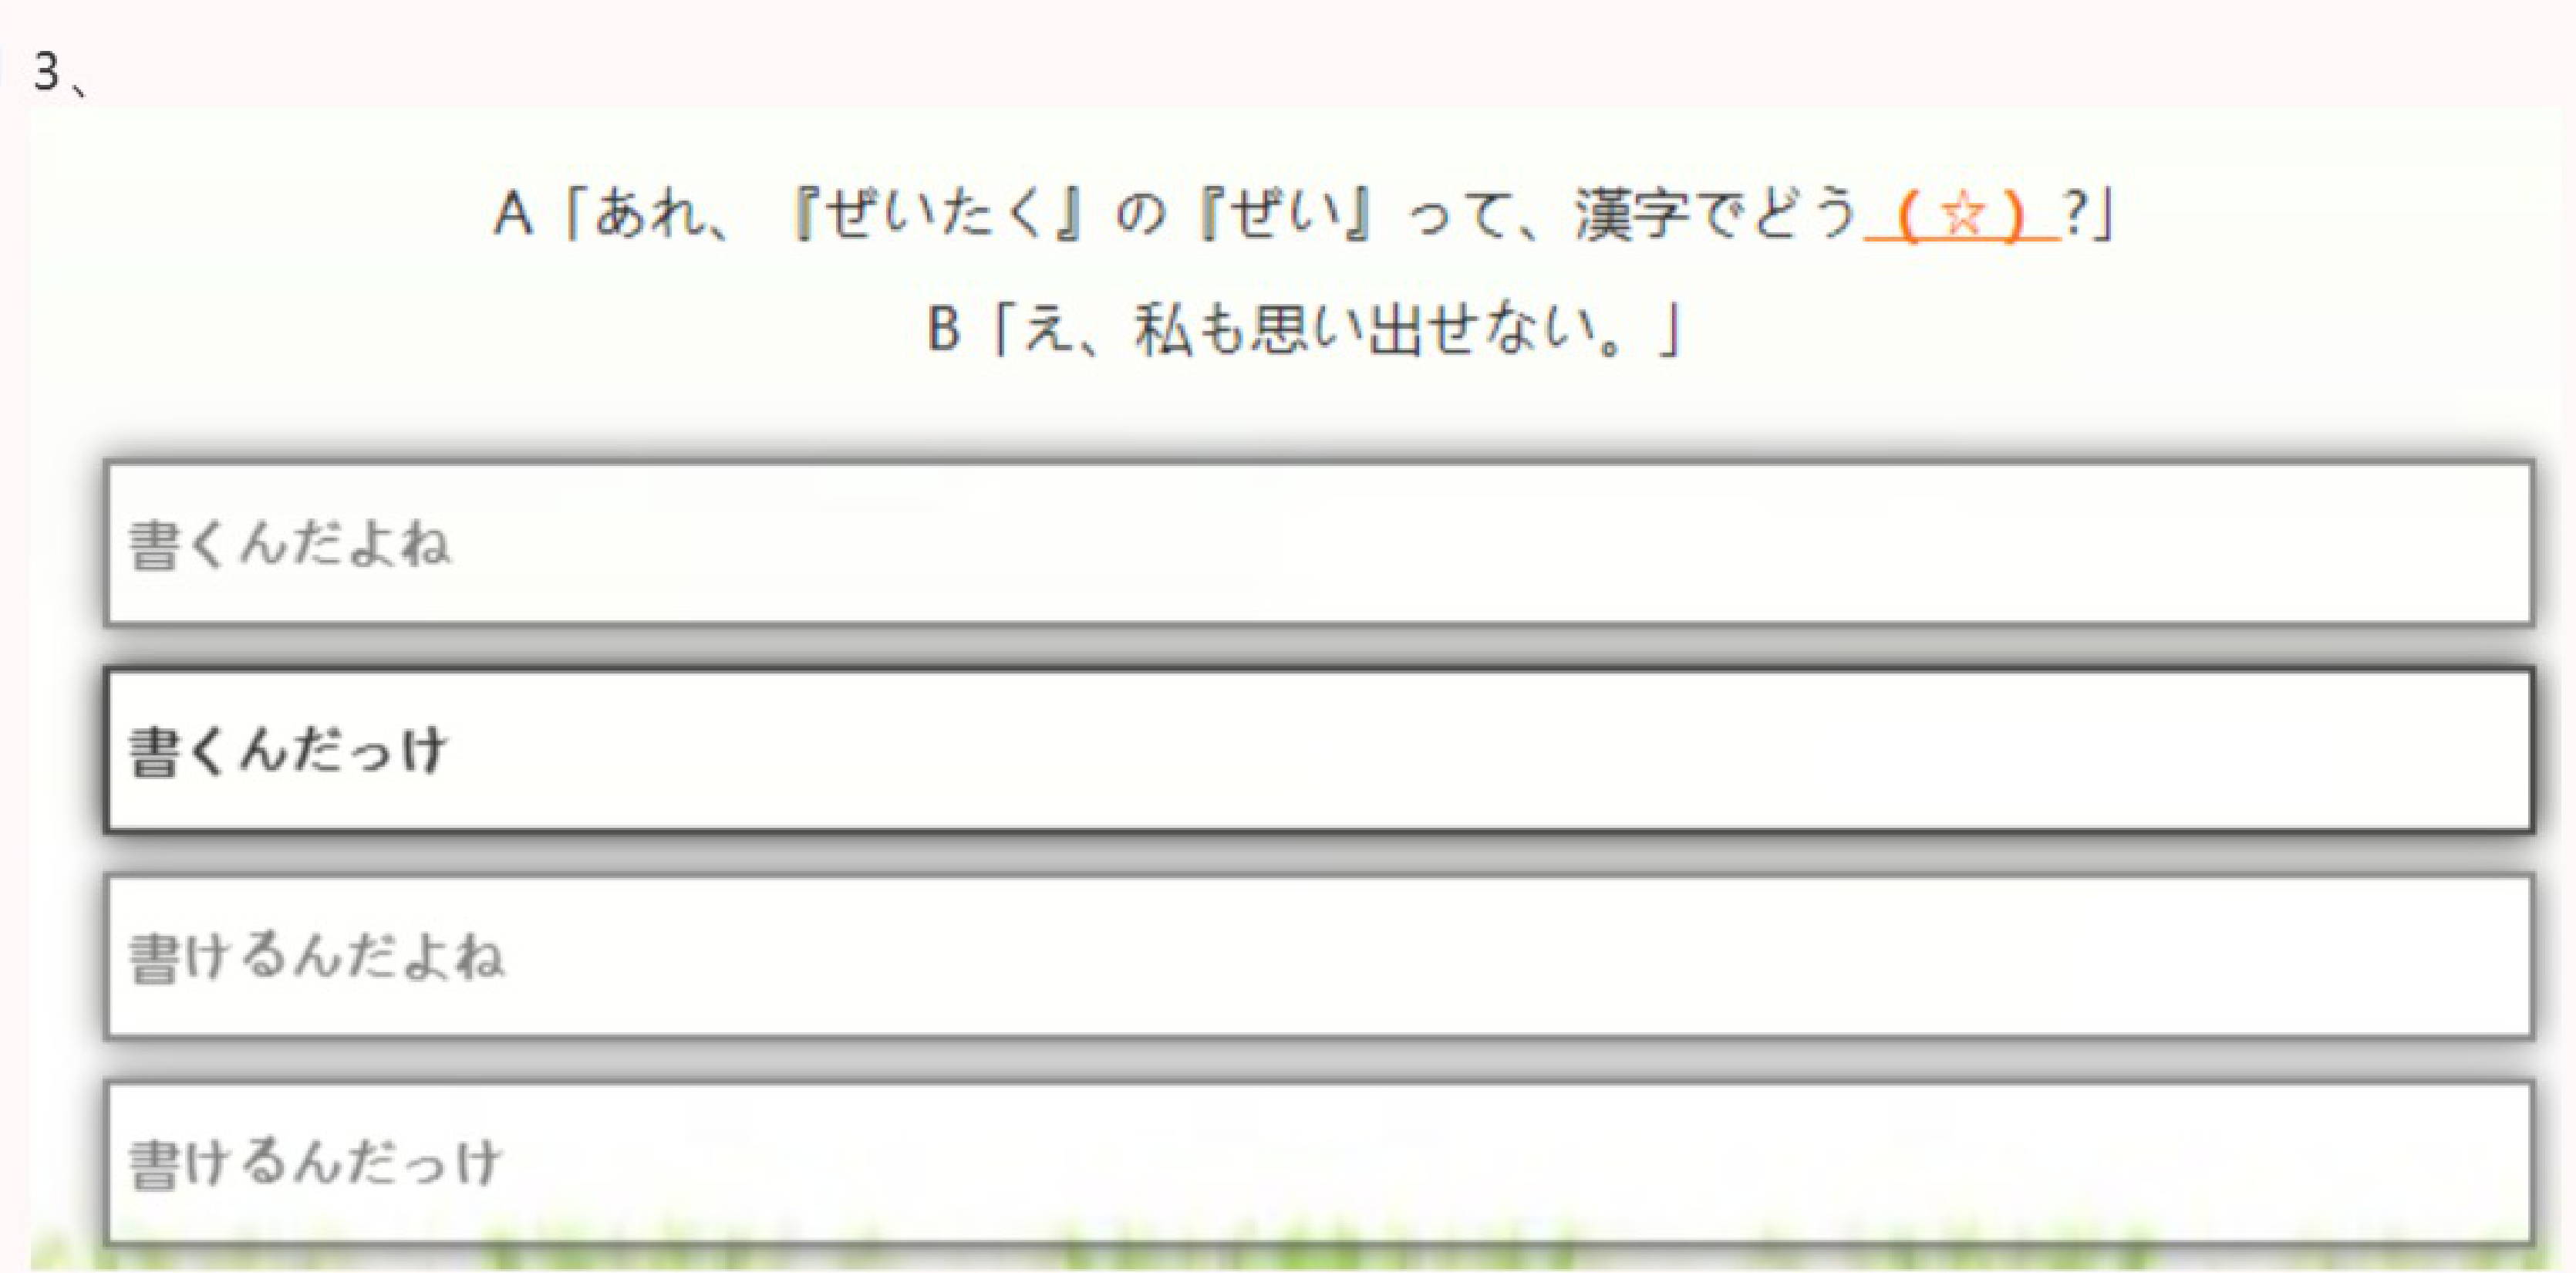 3、
A「あれ、『ぜいたく』の『ぜい』って、漢字でどう（☆）?」
B「え、私も思い出せない。」
書くんだよね
書くんだっけ
書けるんだよね
書けるんだっけ